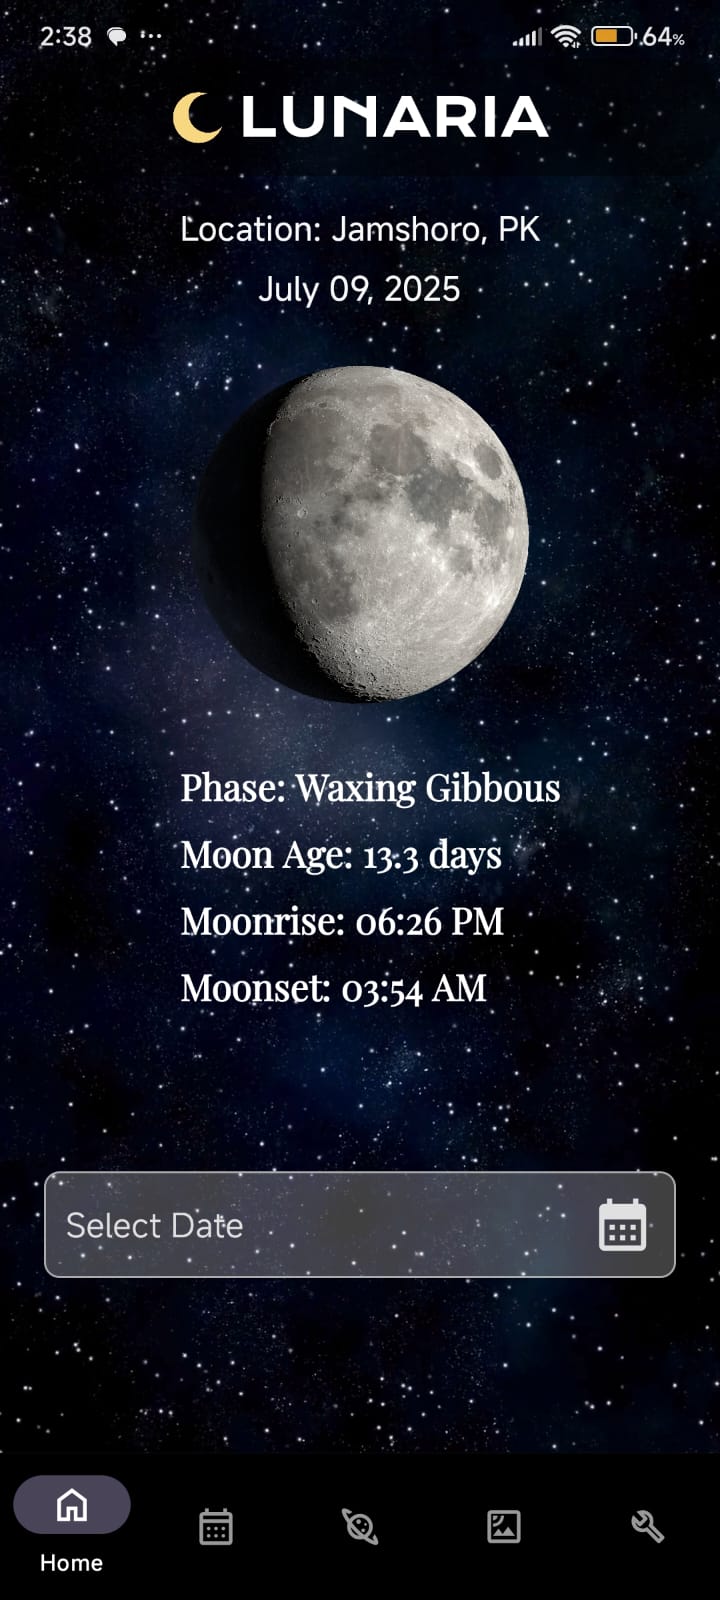 2:38
64%
LUNARIA
Location: Jamshoro, PK
July 09, 2025
Phase: Waxing Gibbous
Moon Age: 13.3 days
Moonrise: 06:26 PM
Moonset: 03:54 AM
Select Date
Home